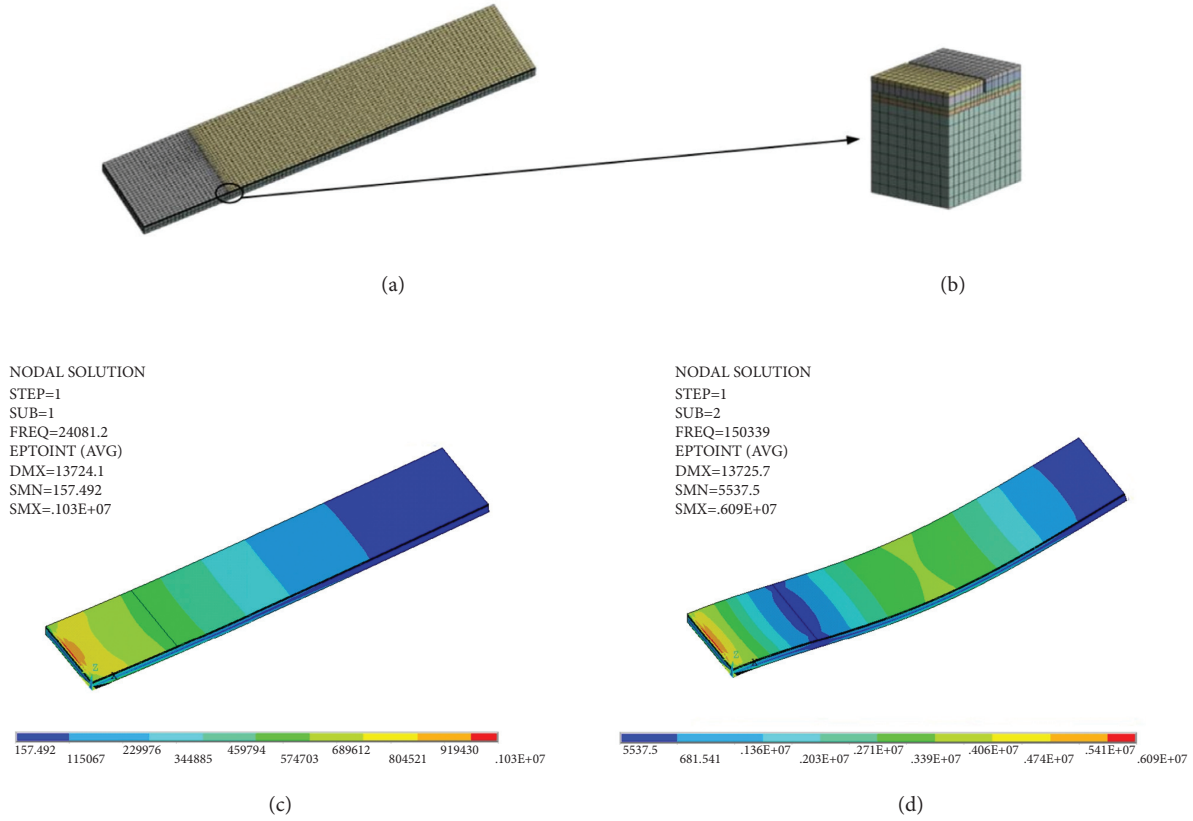 (a)
(b)
NODAL SOLUTION
STEP=1
SUB=1
FREQ=24081.2
EPTOINT (AVG)
DMX=13724.1
SMN=157.492
SMX=.103E+07
Z
X
157.492 229976 459794 689612 919430
115067 344885 574703 804521 .103E+07
(c)
NODAL SOLUTION
STEP=1
SUB=2
FREQ=150339
EPTOINT (AVG)
DMX=13725.7
SMN=5537.5
SMX=.609E+07
Z
X
5537.5 .136E+07 .271E+07 .406E+07 .541E+07
681.541 .203E+07 .339E+07 .474E+07 .609E+07
(d)